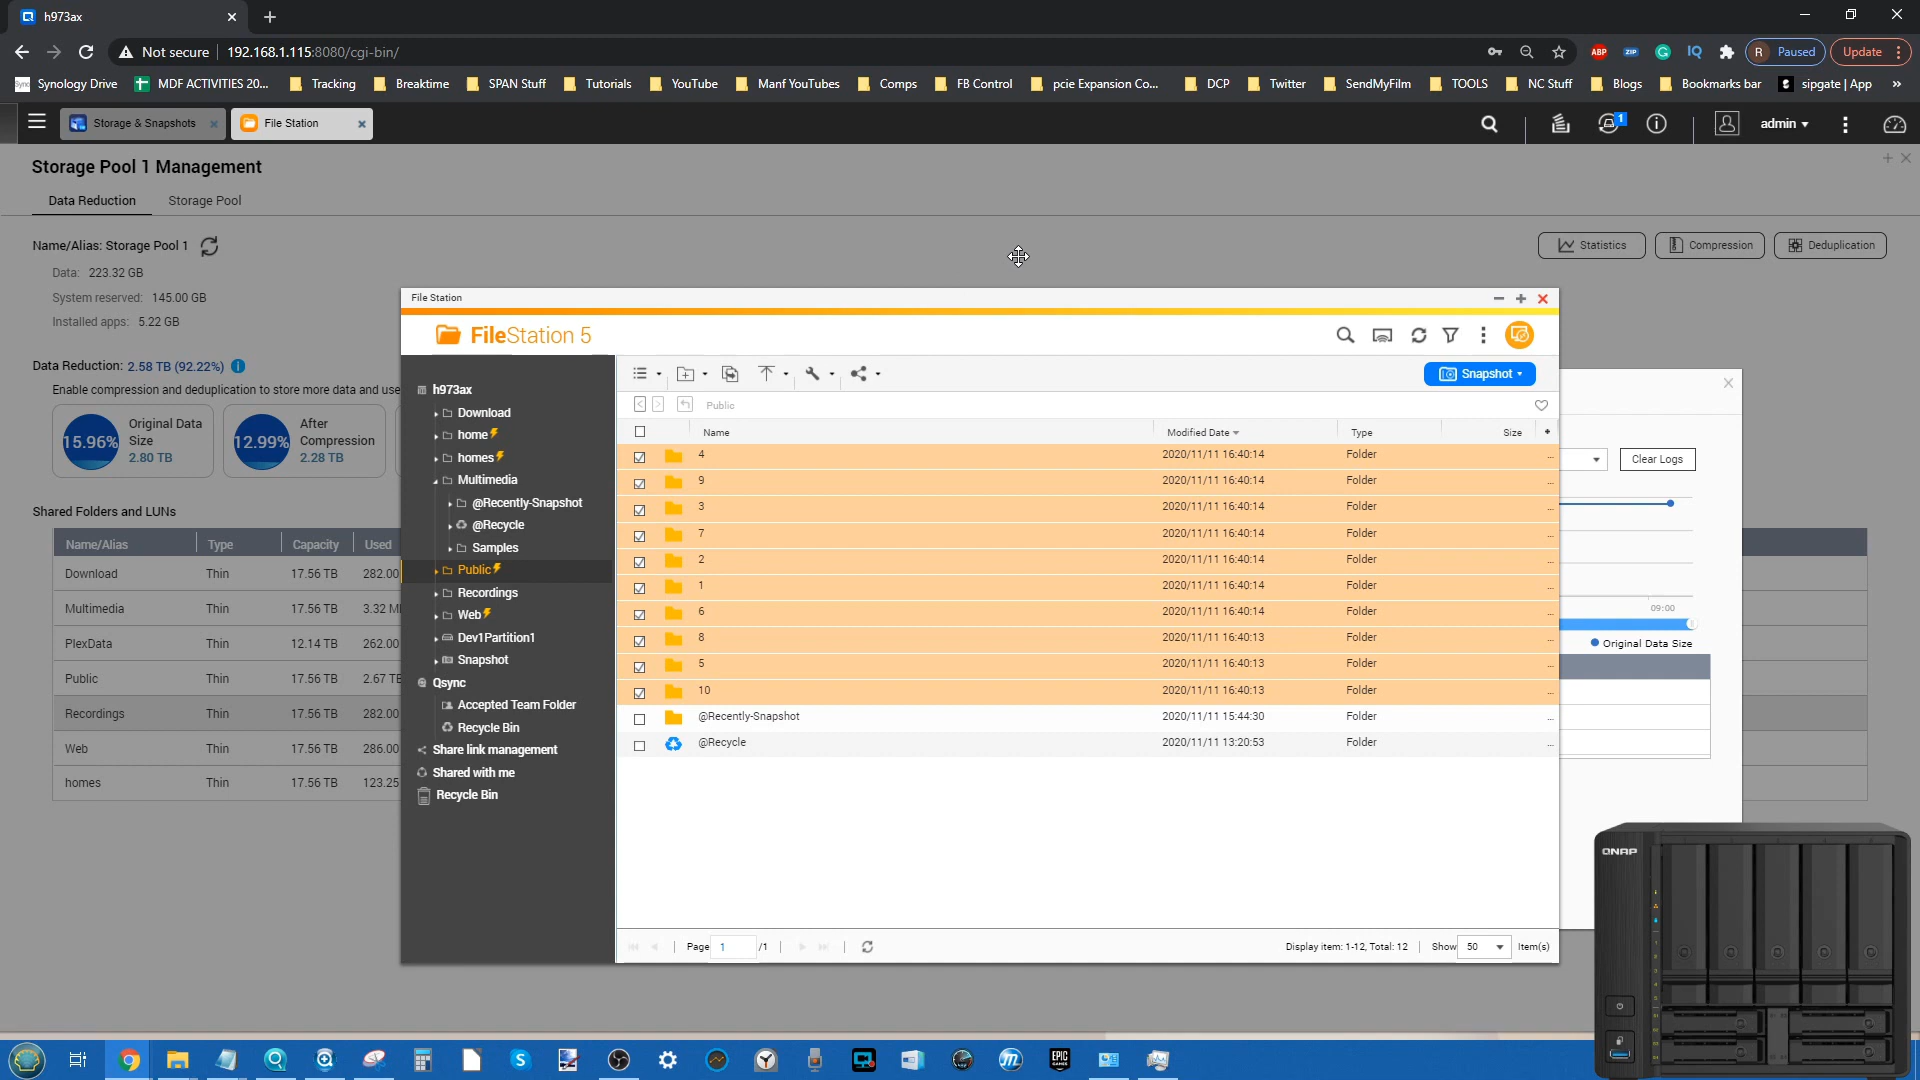 h973ax
Not secure
192.168.1.115:8080/cgi-bin/
ABP
ZIP
IQ
R Paused
Update
Synology Drive
MDF ACTIVITIES 20...
Tracking
Breaktime
SPAN Stuff
Tutorials
YouTube
Manf YouTubes
Comps
FB Control
pcie Expansion Co...
DCP
Twitter
SendMyFilm
TOOLS
NC Stuff
Blogs
Bookmarks bar
sipgate | App
»
Storage & Snapshots
File Station
1
admin
Storage Pool 1 Management
Data Reduction
Storage Pool
Name/Alias: Storage Pool 1
Statistics
Compression
Deduplication
Data: 223.32 GB
System reserved: 145.00 GB
Installed apps: 5.22 GB
Data Reduction: 2.58 TB (92.22%)
Enable compression and deduplication to store more data and use
15.96%
Original Data Size
2.80 TB
12.99%
After Compression
2.28 TB
Shared Folders and LUNs
Name/Alias Type Capacity Used
Download Thin 17.56 TB 282.00
Multimedia Thin 17.56 TB 3.32 M
PlexData Thin 12.14 TB 262.00
Public Thin 17.56 TB 2.67 TE
Recordings Thin 17.56 TB 282.00
Web Thin 17.56 TB 286.00
homes Thin 17.56 TB 123.25
File Station
FileStation 5
h973ax
Download
home
homes
Multimedia
@Recently-Snapshot
@Recycle
Samples
Public
Recordings
Web
Dev1Partition1
Snapshot
Qsync
Accepted Team Folder
Recycle Bin
Share link management
Shared with me
Recycle Bin
Snapshot
Public
Name Modified Date Type Size
4 2020/11/11 16:40:14 Folder ...
9 2020/11/11 16:40:14 Folder ...
3 2020/11/11 16:40:14 Folder ...
7 2020/11/11 16:40:14 Folder ...
2 2020/11/11 16:40:14 Folder ...
1 2020/11/11 16:40:14 Folder ...
6 2020/11/11 16:40:14 Folder ...
8 2020/11/11 16:40:13 Folder ...
5 2020/11/11 16:40:13 Folder ...
10 2020/11/11 16:40:13 Folder ...
@Recently-Snapshot 2020/11/11 15:44:30 Folder ...
@Recycle 2020/11/11 13:20:53 Folder ...
Page 1 /1
Display item: 1-12, Total: 12
Show 50 Item(s)
Clear Logs
09:00
Original Data Size
QNAP
EPIC GAMES